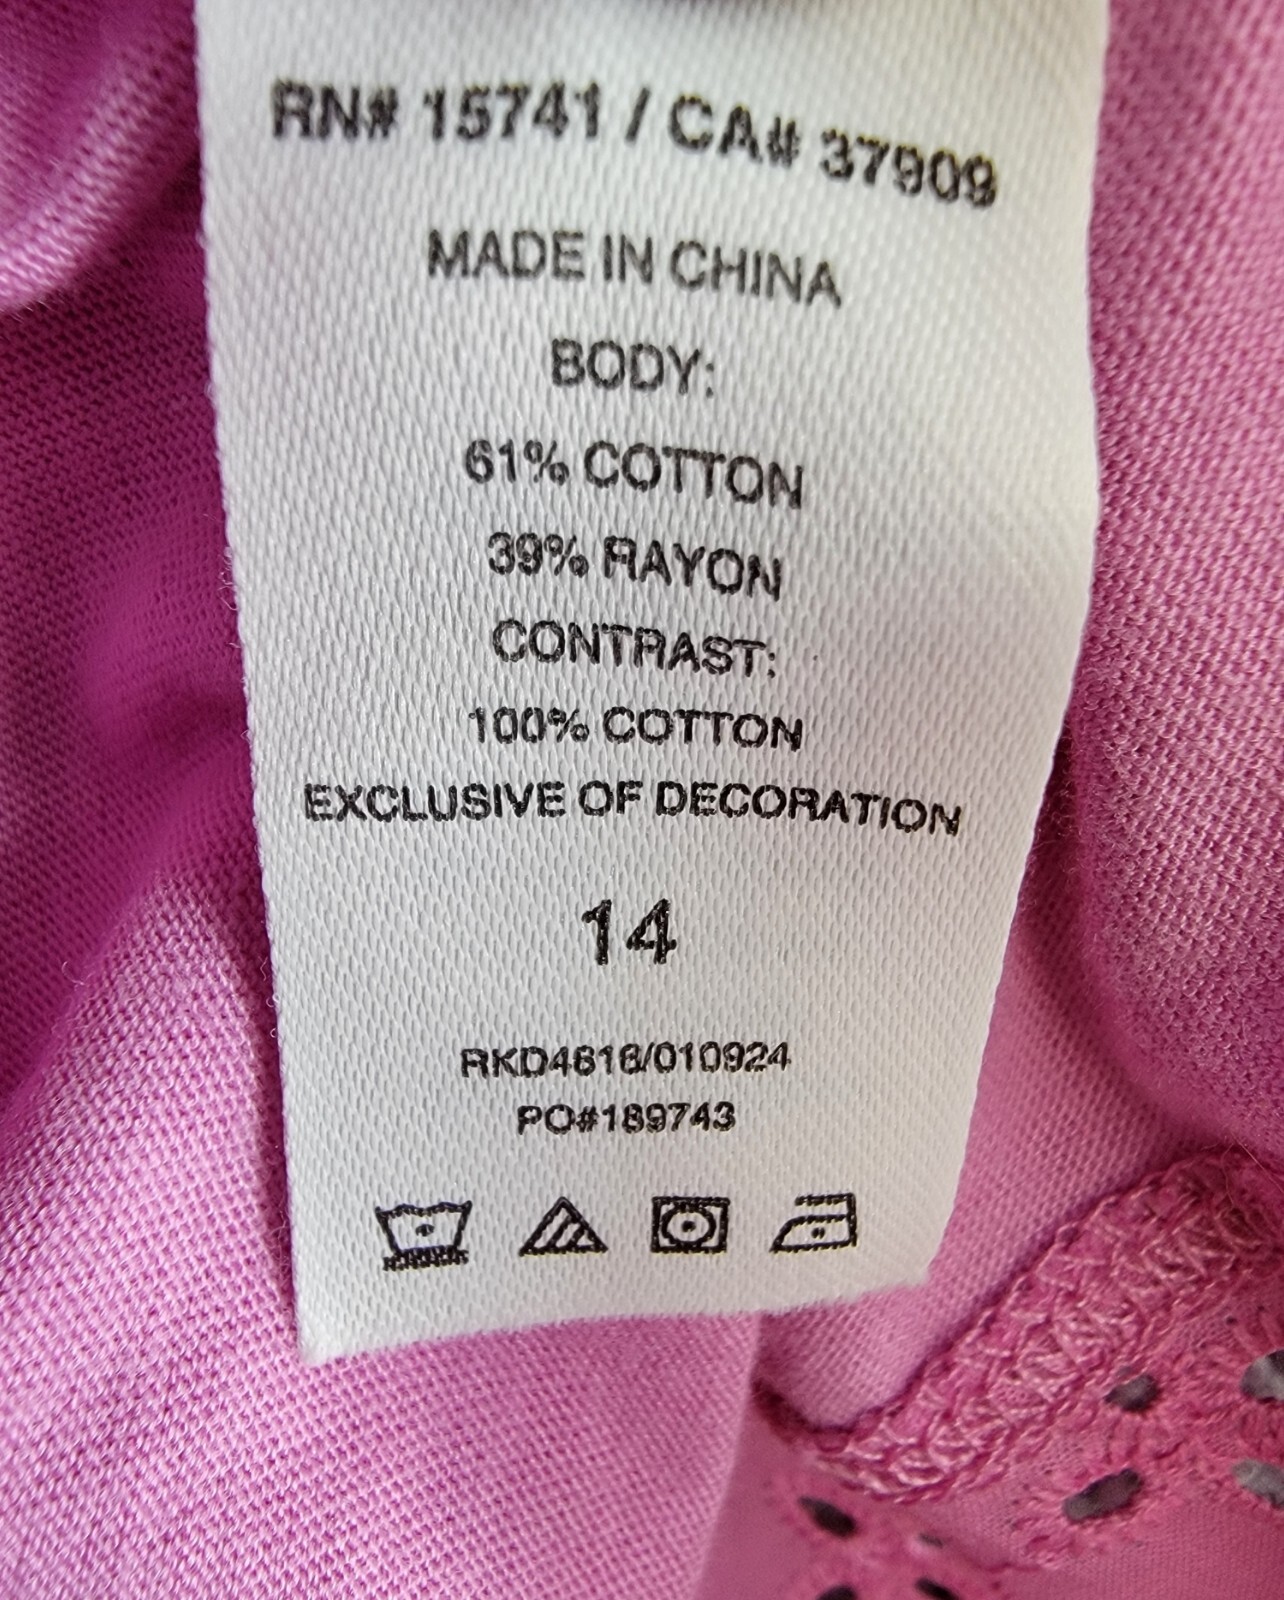 RN# 15741 / CA# 37909
MADE IN CHINA
BODY:
61% COTTON
39% RAYON
CONTRAST:
100% COTTON
EXCLUSIVE OF DECORATION
14
RKD4616/010924
PO#189743